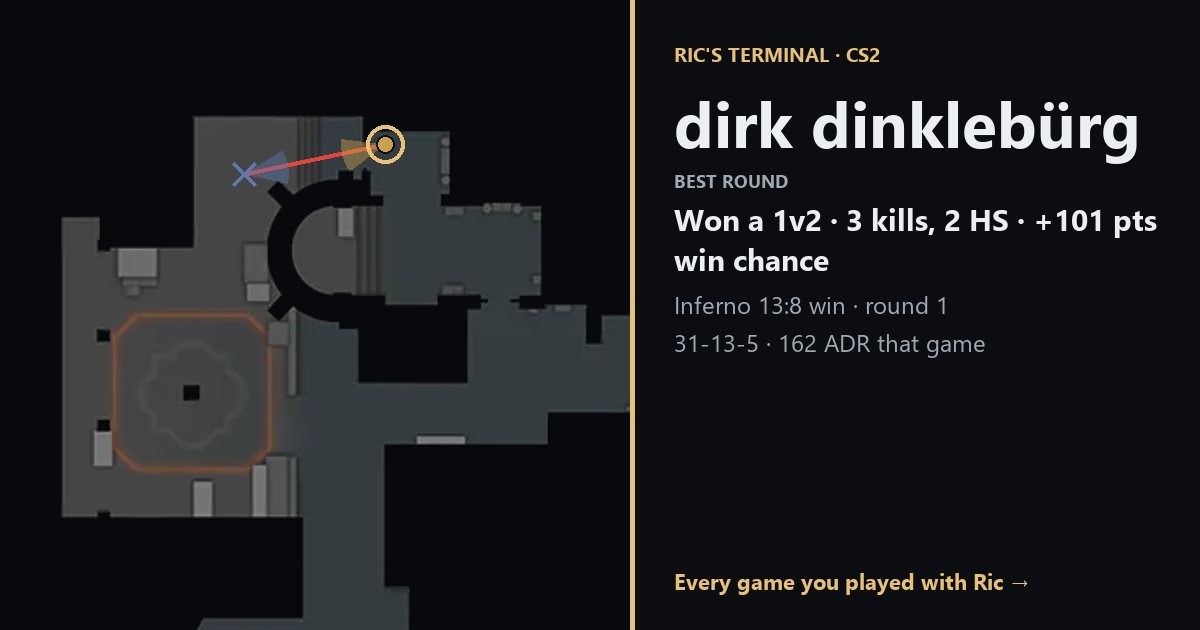 RIC'S TERMINAL · CS2
dirk dinklebürg
BEST ROUND
Won a 1v2 · 3 kills, 2 HS · +101 pts
win chance
Inferno 13:8 win · round 1
31-13-5 · 162 ADR that game
Every game you played with Ric →